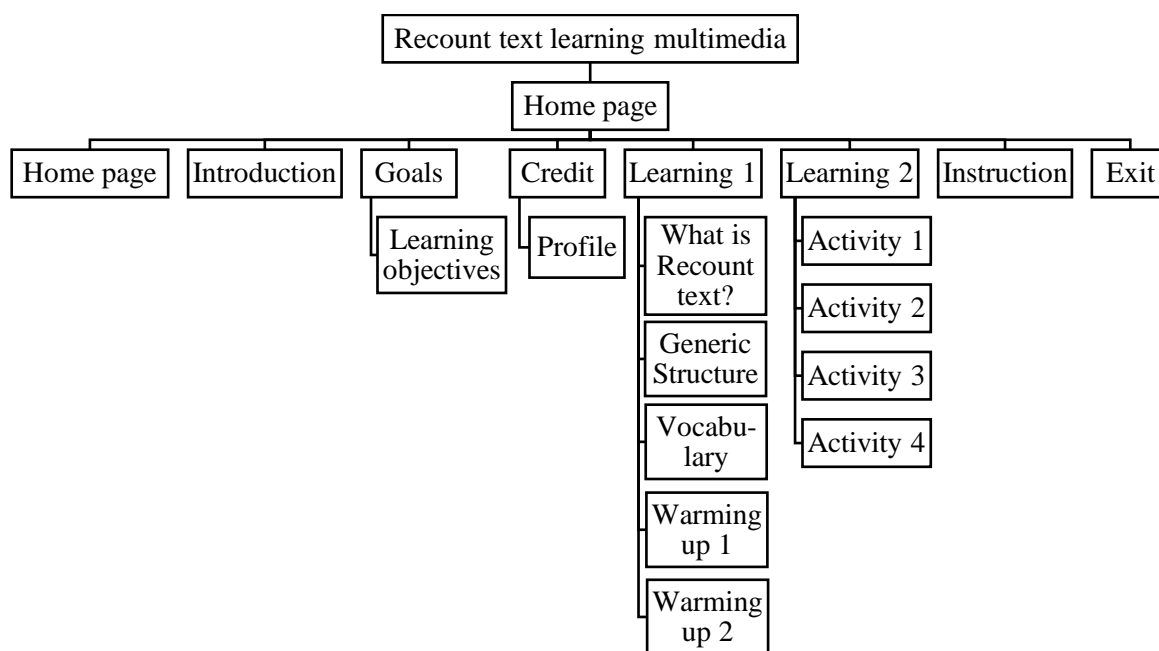 Recount text learning multimedia
Home page
Home page
Introduction
Goals
Credit
Learning 1
Learning 2
Instruction
Exit
Learning
objectives
Profile
What is
Recount
text?
Generic
Structure
Vocabu-
lary
Warming
up 1
Warming
up 2
Activity 1
Activity 2
Activity 3
Activity 4